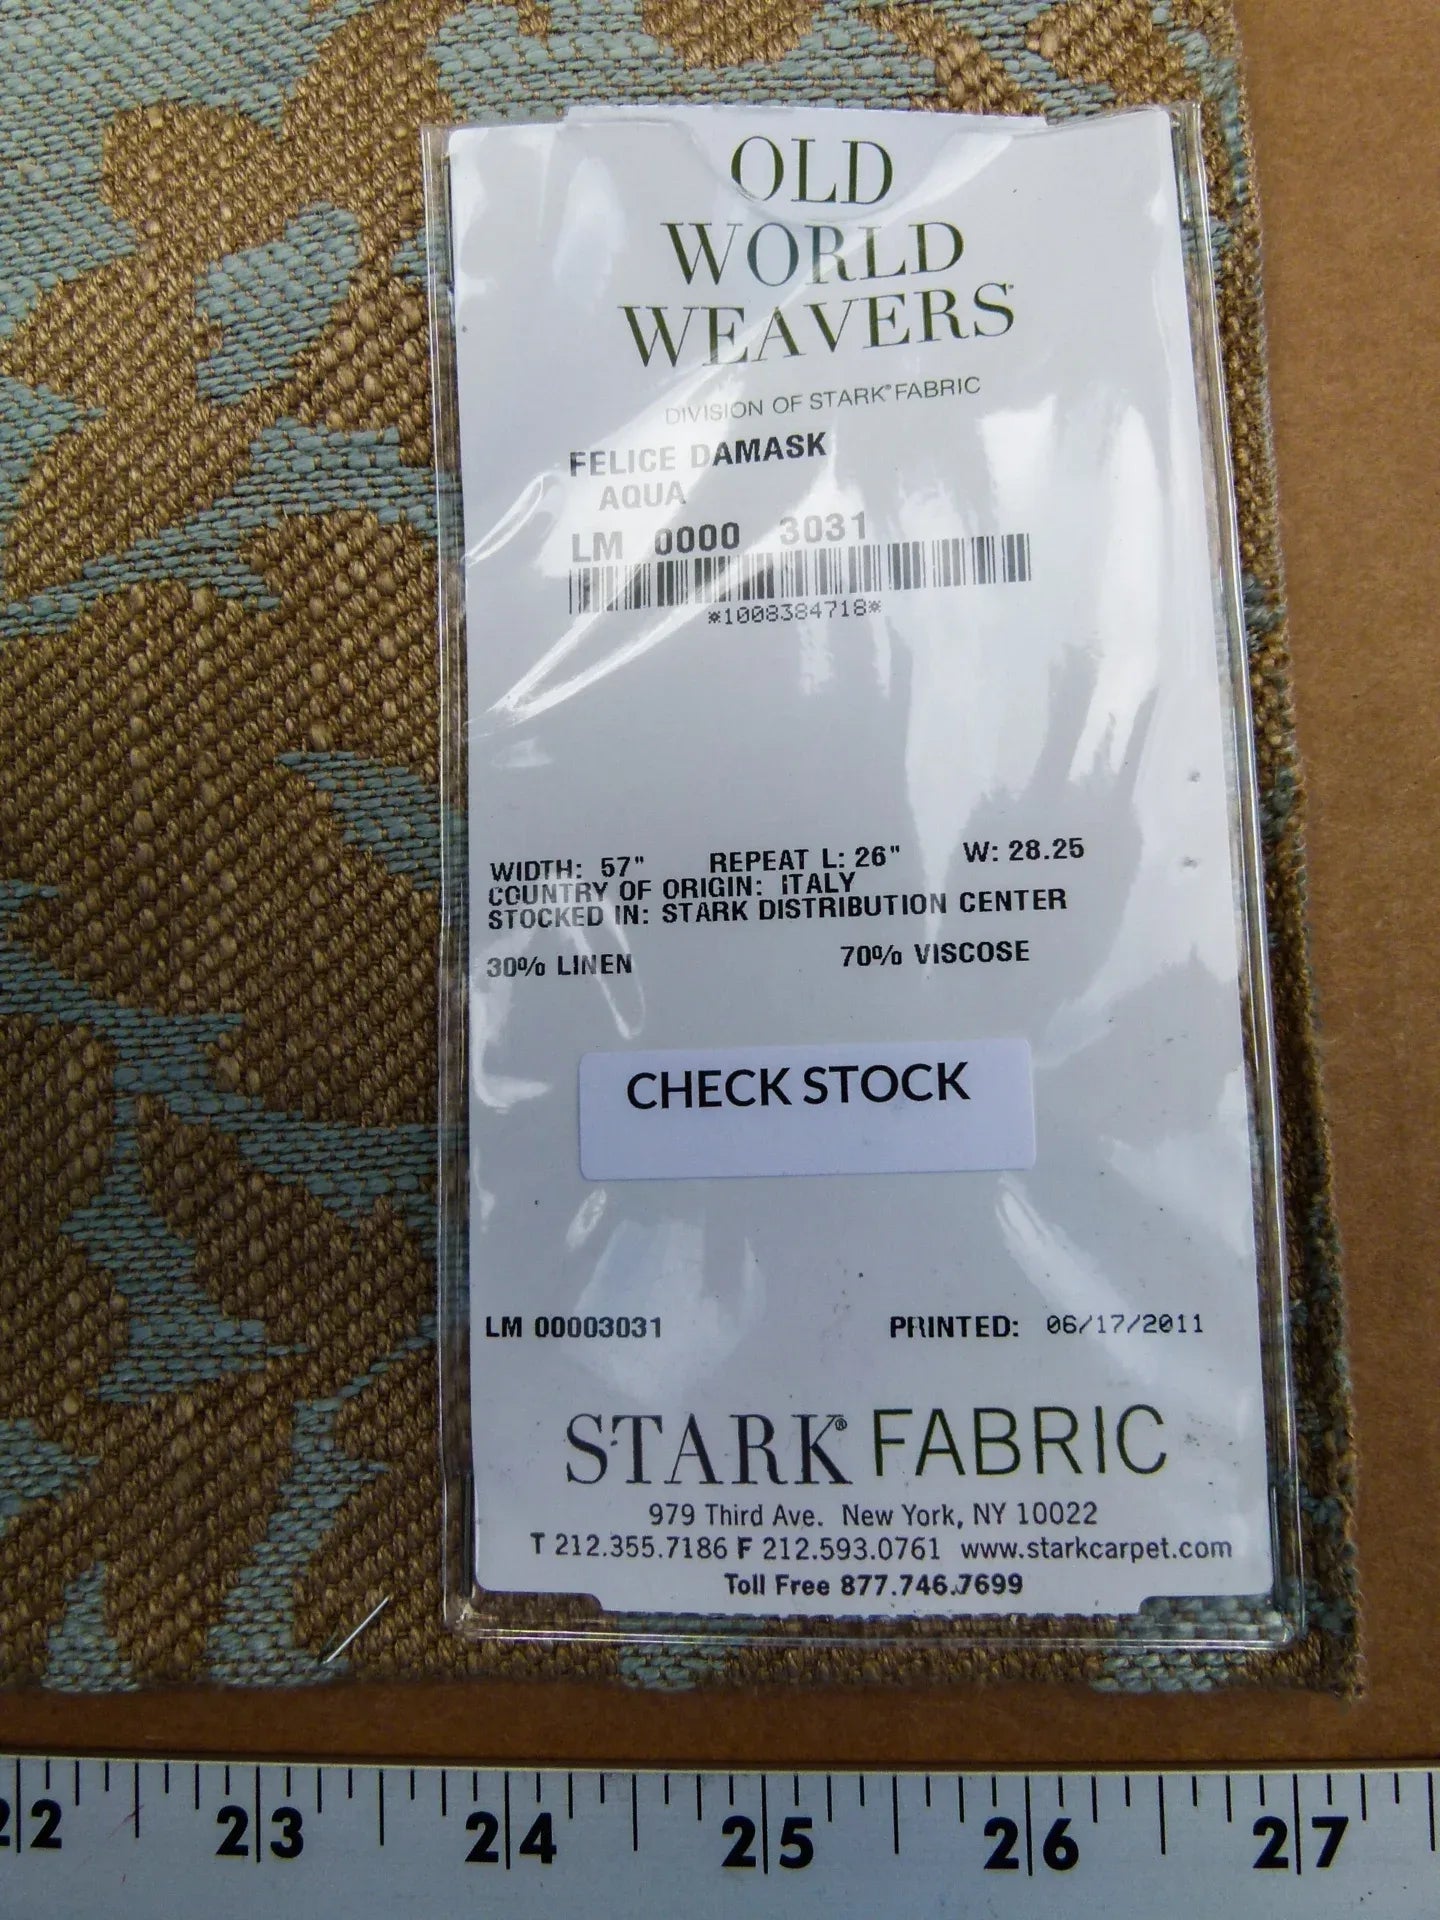 OLD
WORLD
WEAVERS
DIVISION OF STARK® FABRIC
FELICE DAMASK
AQUA
LM 0000 3031
*1008384718*
WIDTH: 57" REPEAT L: 26" W: 28.25
COUNTRY OF ORIGIN: ITALY
STOCKED IN: STARK DISTRIBUTION CENTER
30% LINEN 70% VISCOSE
CHECK STOCK
LM 00003031 PRINTED: 06/17/2011
STARK® FABRIC
979 Third Ave. New York, NY 10022
T 212.355.7186 F 212.593.0761 www.starkcarpet.com
Toll Free 877.746.7699
22 23 24 25 26 27